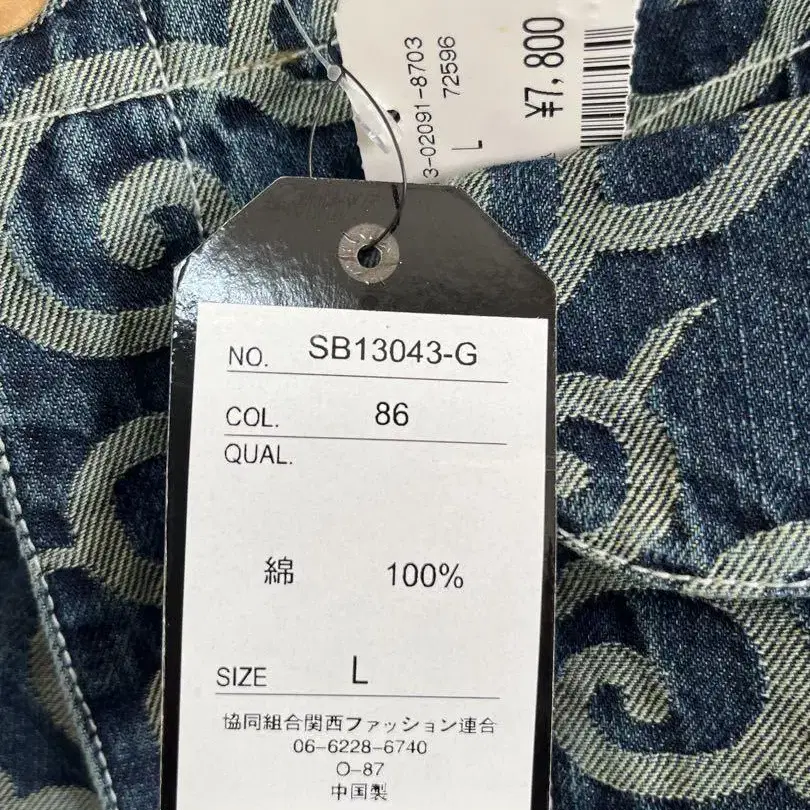 ¥7,800
3-02091-8703
72596
L
NO. SB13043-G
COL. 86
QUAL.
綿 100%
SIZE L
協同組合関西ファッション連合
06-6228-6740
O-87
中国製